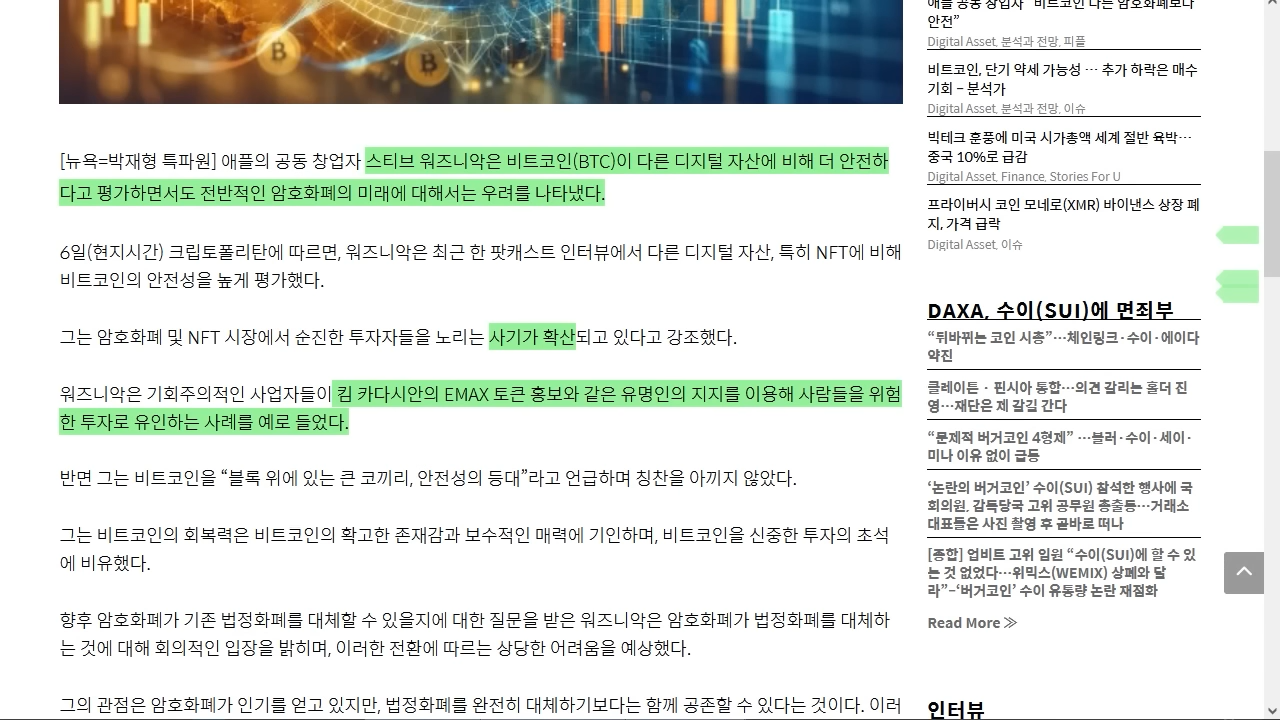 [뉴욕=박재형 특파원] 애플의 공동 창업자 스티브 워즈니악은 비트코인(BTC)이 다른 디지털 자산에 비해 더 안전하
다고 평가하면서도 전반적인 암호화폐의 미래에 대해서는 우려를 나타냈다.
6일(현지시간) 크립토폴리탄에 따르면, 워즈니악은 최근 한 팟캐스트 인터뷰에서 다른 디지털 자산, 특히 NFT에 비해
비트코인의 안전성을 높게 평가했다.
그는 암호화폐 및 NFT 시장에서 순진한 투자자들을 노리는 사기가 확산되고 있다고 강조했다.
워즈니악은 기회주의적인 사업자들이 킴 카다시안의 EMAX 토큰 홍보와 같은 유명인의 지지를 이용해 사람들을 위험
한 투자로 유인하는 사례를 예로 들었다.
반면 그는 비트코인을 “블록 위에 있는 큰 코끼리, 안전성의 등대”라고 언급하며 칭찬을 아끼지 않았다.
그는 비트코인의 회복력은 비트코인의 확고한 존재감과 보수적인 매력에 기인하며, 비트코인을 신중한 투자의 초석
에 비유했다.
향후 암호화폐가 기존 법정화폐를 대체할 수 있을지에 대한 질문을 받은 워즈니악은 암호화폐가 법정화폐를 대체하
는 것에 대해 회의적인 입장을 밝히며, 이러한 전환에 따르는 상당한 어려움을 예상했다.
그의 관점은 암호화폐가 인기를 얻고 있지만, 법정화폐를 완전히 대체하기보다는 함께 공존할 수 있다는 것이다. 이러
애플 공동 창업자 “비트코인 다른 암호화폐보다
안전”
Digital Asset, 분석과 전망, 피플
비트코인, 단기 약세 가능성 … 추가 하락은 매수
기회 – 분석가
Digital Asset, 분석과 전망, 이슈
빅테크 훈풍에 미국 시가총액 세계 절반 육박…
중국 10%로 급감
Digital Asset, Finance, Stories For U
프라이버시 코인 모네로(XMR) 바이낸스 상장 폐
지, 가격 급락
Digital Asset, 이슈
DAXA, 수이(SUI)에 면죄부
“뒤바뀌는 코인 시총”…체인링크·수이·에이다
약진
클레이튼 · 핀시아 통합…의견 갈리는 홀더 진
영…재단은 제 갈길 간다
“문제적 버거코인 4형제” …블러·수이·세이·
미나 이유 없이 급등
‘논란의 버거코인’ 수이(SUI) 참석한 행사에 국
회의원, 감독당국 고위 공무원 총출동…거래소
대표들은 사진 촬영 후 곧바로 떠나
[종합] 업비트 고위 임원 “수이(SUI)에 할 수 있
는 것 없었다…위믹스(WEMIX) 상폐와 달
라”–‘버거코인’ 수이 유통량 논란 재점화
Read More ≫
인터뷰